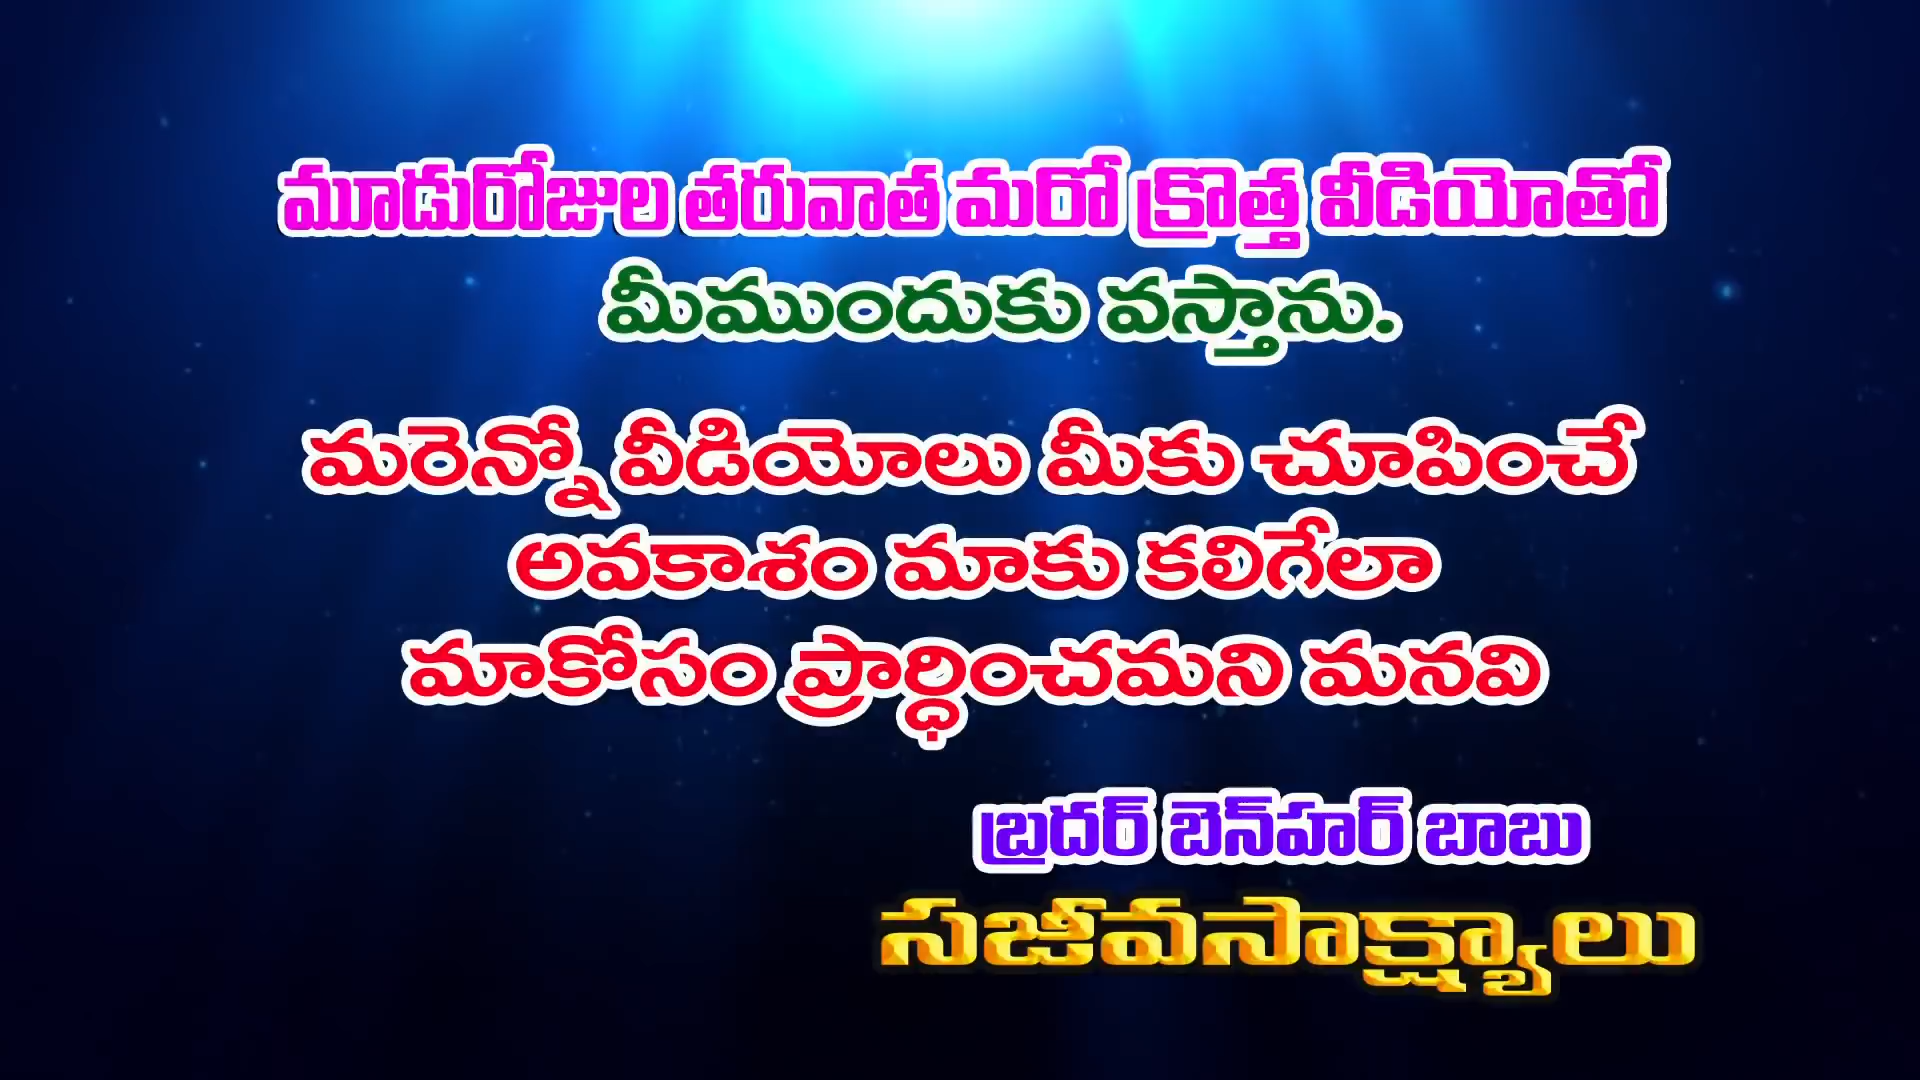 మూడురోజుల తరువాత మరో క్రొత్త వీడియోతో
మీముందుకు వస్తాను.
మరెన్నో వీడియోలు మీకు చూపించే
అవకాశం మాకు కలిగేలా
మాకోసం ప్రార్ధించమని మనవి
బ్రదర్ బెన్‌హర్ బాబు
సజీవసాక్ష్యాలు